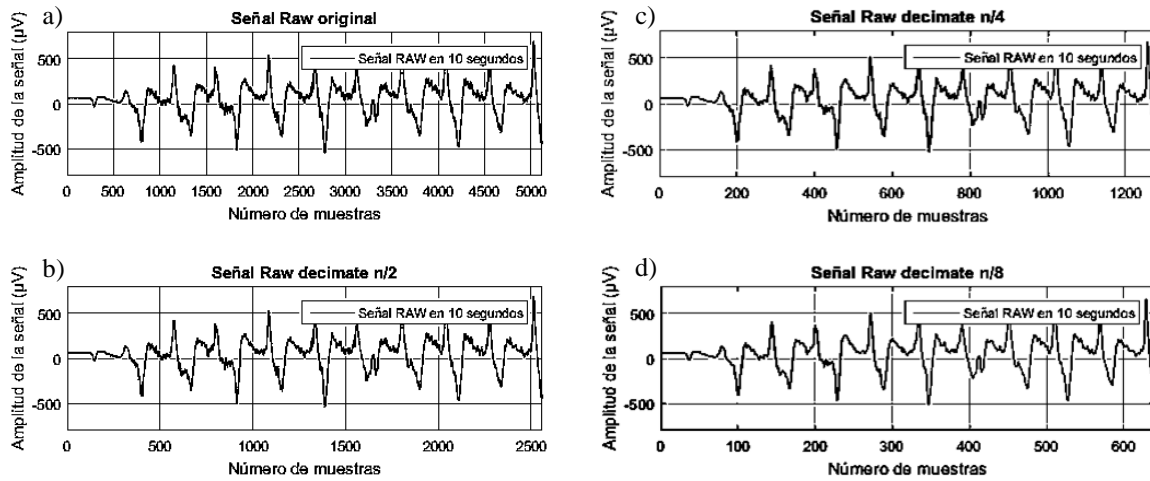 a)
Señal Raw original
Amplitud de la señal (µV)
500
0
-500
Señal RAW en 10 segundos
0 500 1000 1500 2000 2500 3000 3500 4000 4500 5000
Número de muestras
b)
Señal Raw decimate n/2
Amplitud de la señal (µV)
500
0
-500
Señal RAW en 10 segundos
0 500 1000 1500 2000 2500
Número de muestras
c)
Señal Raw decimate n/4
Amplitud de la señal (µV)
500
0
-500
Señal RAW en 10 segundos
0 200 400 600 800 1000 1200
Número de muestras
d)
Señal Raw decimate n/8
Amplitud de la señal (µV)
500
0
-500
Señal RAW en 10 segundos
0 100 200 300 400 500 600
Número de muestras